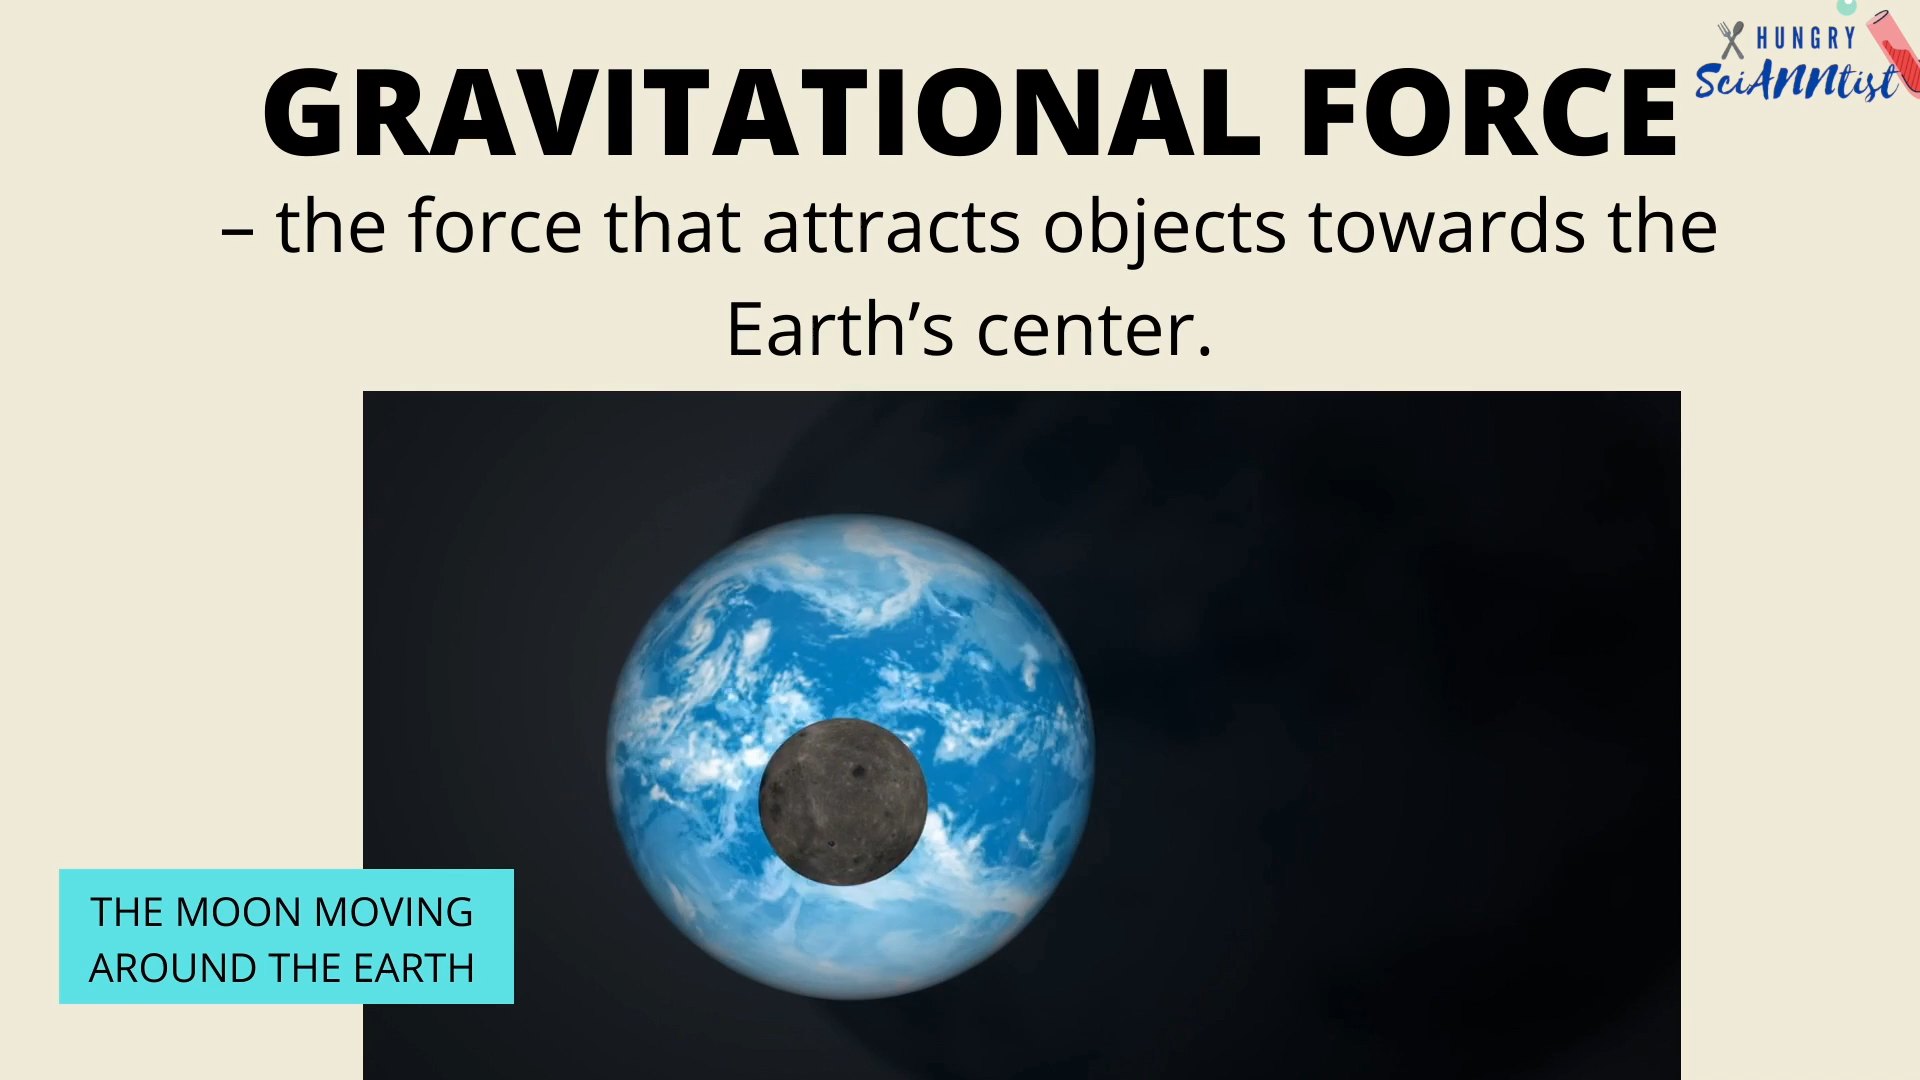 HUNGRY
SciANNtist
GRAVITATIONAL FORCE
– the force that attracts objects towards the
Earth’s center.
THE MOON MOVING
AROUND THE EARTH